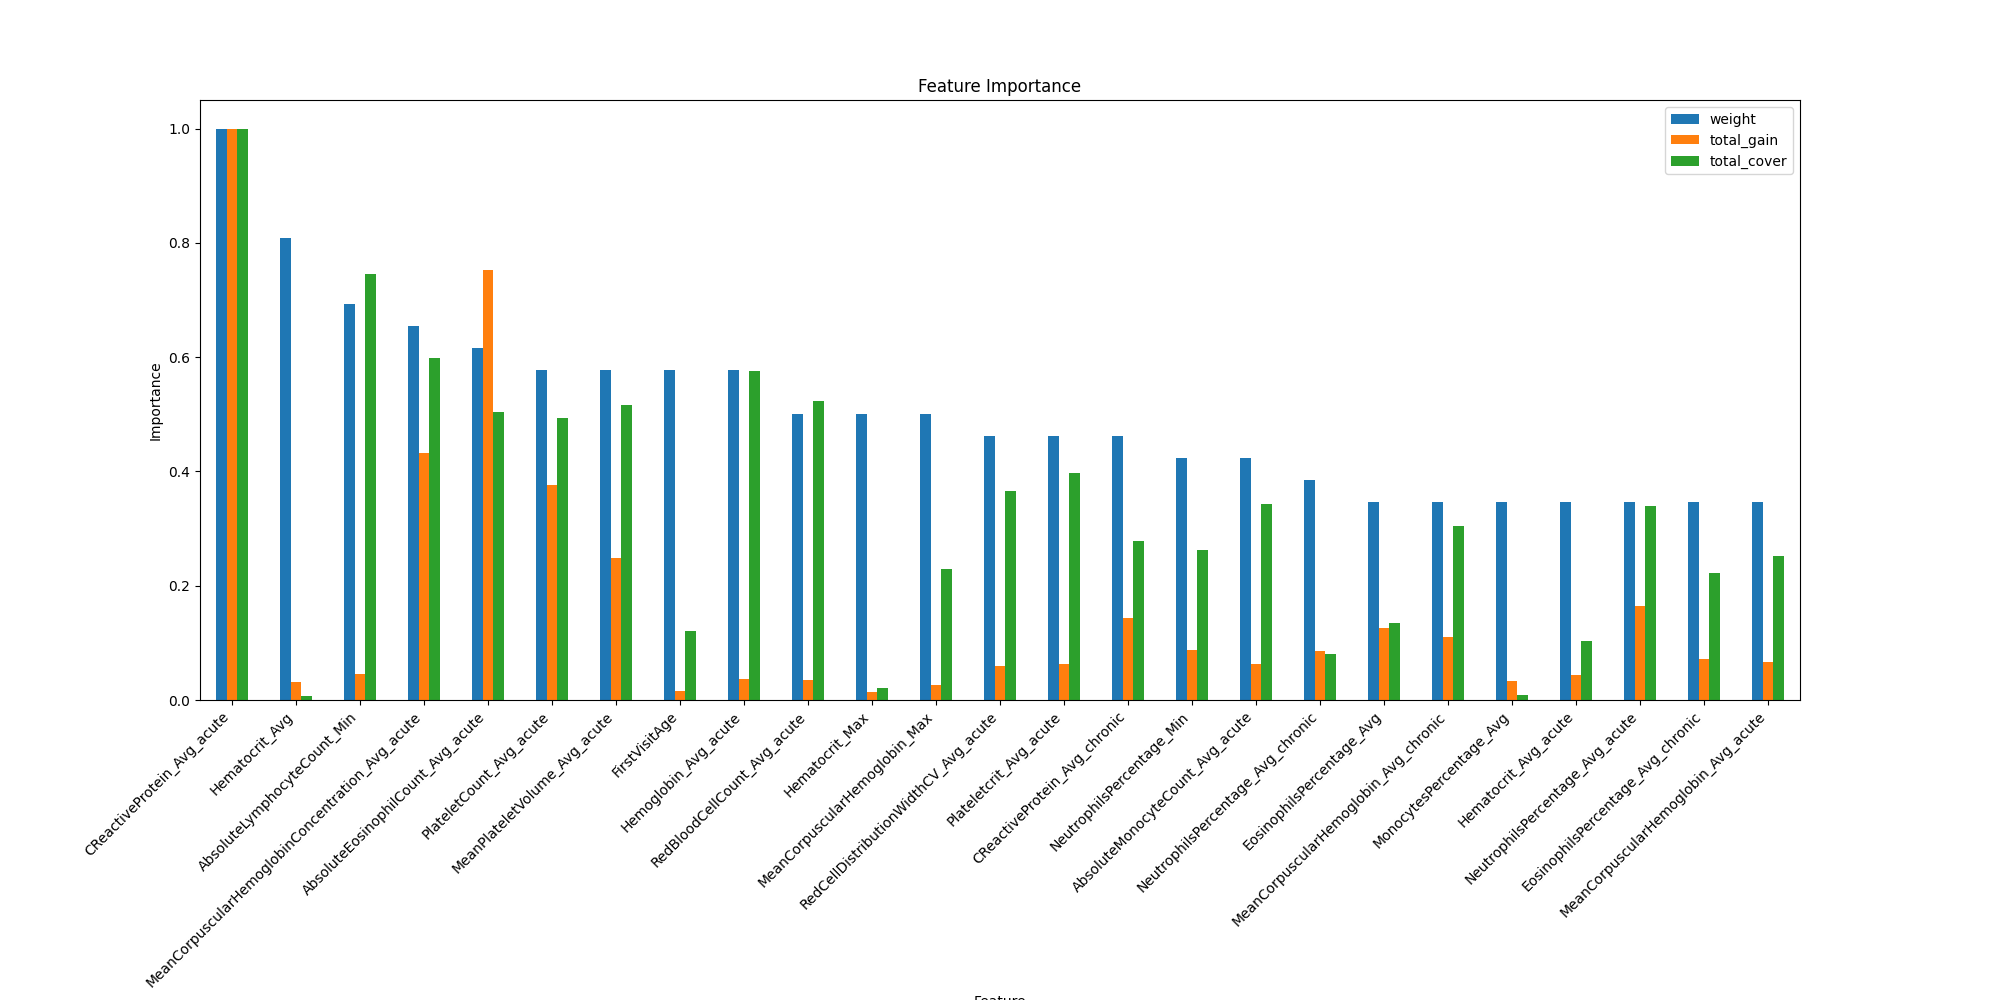 Feature Importance
weight
total_gain
total_cover
Importance
1.0
0.8
0.6
0.4
0.2
0.0
CReactiveProtein_Avg_acute
Hematocrit_Avg
AbsoluteLymphocyteCount_Min
MeanCorpuscularHemoglobinConcentration_Avg_acute
AbsoluteEosinophilCount_Avg_acute
PlateletCount_Avg_acute
MeanPlateletVolume_Avg_acute
FirstVisitAge
Hemoglobin_Avg_acute
RedBloodCellCount_Avg_acute
Hematocrit_Max
MeanCorpuscularHemoglobin_Max
RedCellDistributionWidthCV_Avg_acute
Plateletcrit_Avg_acute
CReactiveProtein_Avg_chronic
NeutrophilsPercentage_Min
AbsoluteMonocyteCount_Avg_acute
NeutrophilsPercentage_Avg_chronic
EosinophilsPercentage_Avg
MeanCorpuscularHemoglobin_Avg_chronic
MonocytesPercentage_Avg
Hematocrit_Avg_acute
NeutrophilsPercentage_Avg_acute
EosinophilsPercentage_Avg_chronic
MeanCorpuscularHemoglobin_Avg_acute
Feature